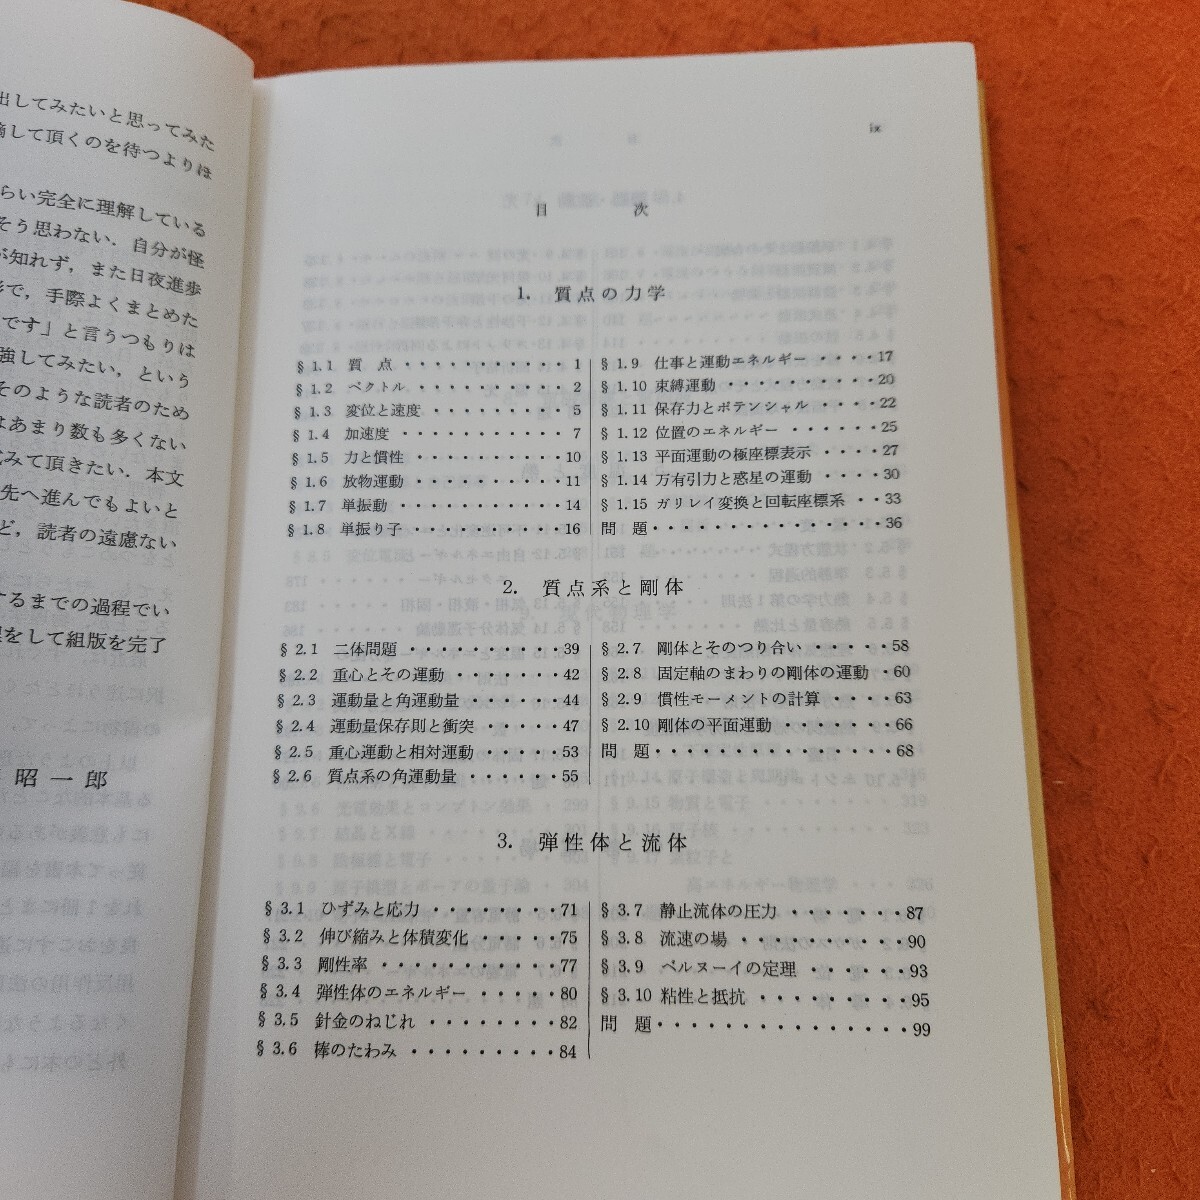 出してみたいと思ってみた
して頂くのを待つよりほ
らい完全に理解している
そう思わない．自分が怪
が知れず，また日夜進歩
形で，手際よくまとめた
です」と言うつもりは
強してみたい，という
そのような読者のため
はあまり数も多くない
みて頂きたい．本文
先へ進んでもよいと
ど，読者の遠慮ない
するまでの過程でい
をして組版を完了
昭一郎
ix
目　次
1. 質点の力学
§ 1.1 質　点 ・・・・・・・・・・・ 1
§ 1.2 ベクトル ・・・・・・・・・・ 2
§ 1.3 変位と速度 ・・・・・・・・・ 5
§ 1.4 加速度 ・・・・・・・・・・・ 7
§ 1.5 力と慣性 ・・・・・・・・・・10
§ 1.6 放物運動 ・・・・・・・・・・11
§ 1.7 単振動 ・・・・・・・・・・・14
§ 1.8 単振り子 ・・・・・・・・・・16
§ 1.9 仕事と運動エネルギー ・・・・17
§ 1.10 束縛運動 ・・・・・・・・・・20
§ 1.11 保存力とポテンシャル ・・・・22
§ 1.12 位置のエネルギー ・・・・・・25
§ 1.13 平面運動の極座標表示 ・・・・27
§ 1.14 万有引力と惑星の運動 ・・・・30
§ 1.15 ガリレイ変換と回転座標系 ・・33
問　題・・・・・・・・・・・・・・・36
2. 質点系と剛体
§ 2.1 二体問題 ・・・・・・・・・・39
§ 2.2 重心とその運動 ・・・・・・・42
§ 2.3 運動量と角運動量 ・・・・・・44
§ 2.4 運動量保存則と衝突 ・・・・・47
§ 2.5 重心運動と相対運動 ・・・・・53
§ 2.6 質点系の角運動量 ・・・・・・55
§ 2.7 剛体とそのつり合い ・・・・・58
§ 2.8 固定軸のまわりの剛体の運動 ・60
§ 2.9 慣性モーメントの計算 ・・・・63
§ 2.10 剛体の平面運動 ・・・・・・・66
問　題・・・・・・・・・・・・・・・68
3. 弾性体と流体
§ 3.1 ひずみと応力 ・・・・・・・・71
§ 3.2 伸び縮みと体積変化 ・・・・・75
§ 3.3 剛性率 ・・・・・・・・・・・77
§ 3.4 弾性体のエネルギー ・・・・・80
§ 3.5 針金のねじれ ・・・・・・・・82
§ 3.6 棒のたわみ ・・・・・・・・・84
§ 3.7 静止流体の圧力 ・・・・・・・87
§ 3.8 流速の場 ・・・・・・・・・・90
§ 3.9 ベルヌーイの定理 ・・・・・・93
§ 3.10 粘性と抵抗 ・・・・・・・・・95
問　題・・・・・・・・・・・・・・・99